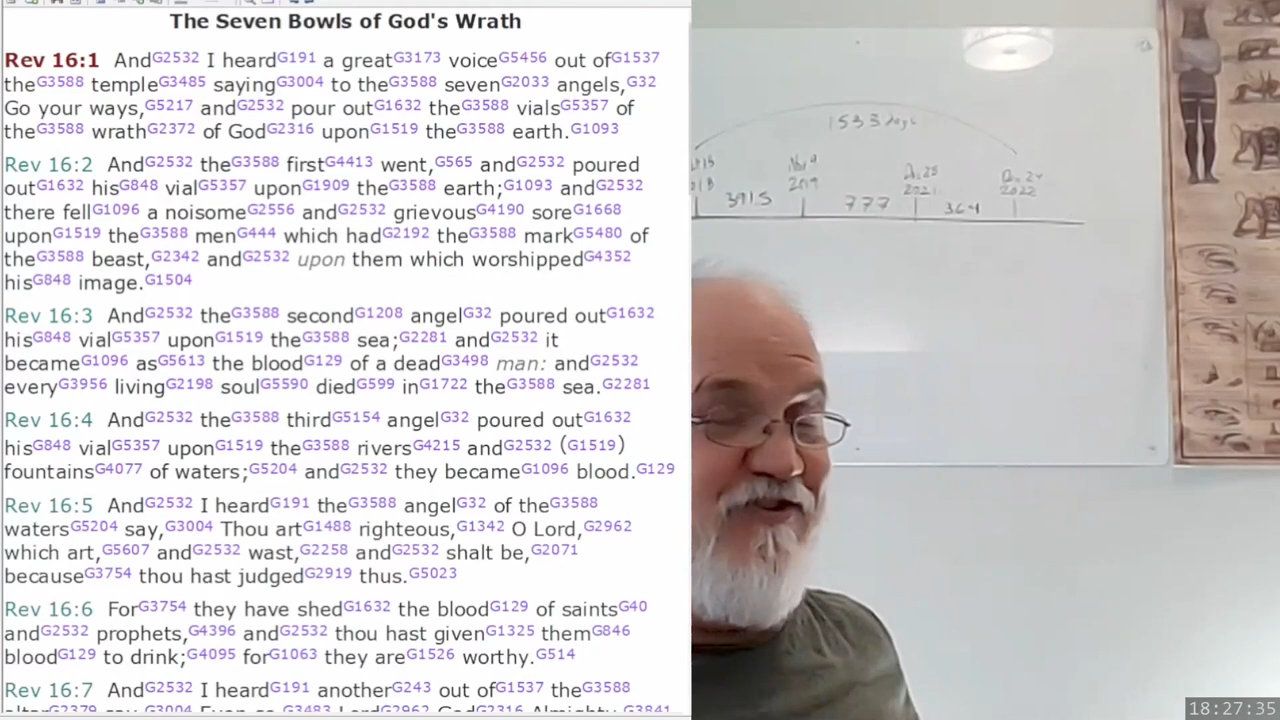 The Seven Bowls of God's Wrath
Rev 16:1 AndG2532 I heardG191 a greatG3173 voiceG5456 out ofG1537
theG3588 templeG3485 sayingG3004 to theG3588 sevenG2033 angels,G32
Go your ways,G5217 andG2532 pour outG1632 theG3588 vialsG5357 of
theG3588 wrathG2372 of GodG2316 uponG1519 theG3588 earth.G1093
Rev 16:2 AndG2532 theG3588 firstG4413 went,G565 andG2532 poured
outG1632 hisG848 vialG5357 uponG1909 theG3588 earth;G1093 andG2532
there fellG1096 a noisomeG2556 andG2532 grievousG4190 soreG1668
uponG1519 theG3588 menG444 which hadG2192 theG3588 markG5480 of
theG3588 beast,G2342 andG2532 upon them which worshippedG4352
hisG848 image.G1504
Rev 16:3 AndG2532 theG3588 secondG1208 angelG32 poured outG1632
hisG848 vialG5357 uponG1519 theG3588 sea;G2281 andG2532 it
becameG1096 asG5613 the bloodG129 of a deadG3498 man: andG2532
everyG3956 livingG2198 soulG5590 diedG599 inG1722 theG3588 sea.G2281
Rev 16:4 AndG2532 theG3588 thirdG5154 angelG32 poured outG1632
hisG848 vialG5357 uponG1519 theG3588 riversG4215 andG2532 (G1519)
fountainsG4077 of waters;G5204 andG2532 they becameG1096 blood.G129
Rev 16:5 AndG2532 I heardG191 theG3588 angelG32 of theG3588
watersG5204 say,G3004 Thou artG1488 righteous,G1342 O Lord,G2962
which art,G5607 andG2532 wast,G2258 andG2532 shalt be,G2071
becauseG3754 thou hast judgedG2919 thus.G5023
Rev 16:6 ForG3754 they have shedG1632 the bloodG129 of saintsG40
andG2532 prophets,G4396 andG2532 thou hast givenG1325 themG846
bloodG129 to drink;G4095 forG1063 they areG1526 worthy.G514
Rev 16:7 AndG2532 I heardG191 anotherG243 out ofG1537 theG3588
1533 days
Nov 9
2019
2021
2022
391.5
777
364
18:27:35